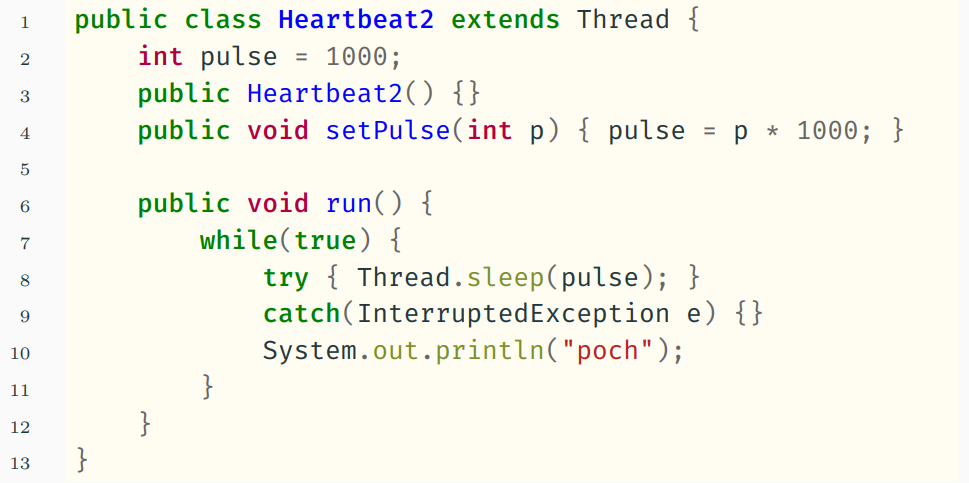 1 public class Heartbeat2 extends Thread {
2     int pulse = 1000;
3     public Heartbeat2() {}
4     public void setPulse(int p) { pulse = p * 1000; }
5
6     public void run() {
7         while(true) {
8             try { Thread.sleep(pulse); }
9             catch(InterruptedException e) {}
10             System.out.println("poch");
11         }
12     }
13 }